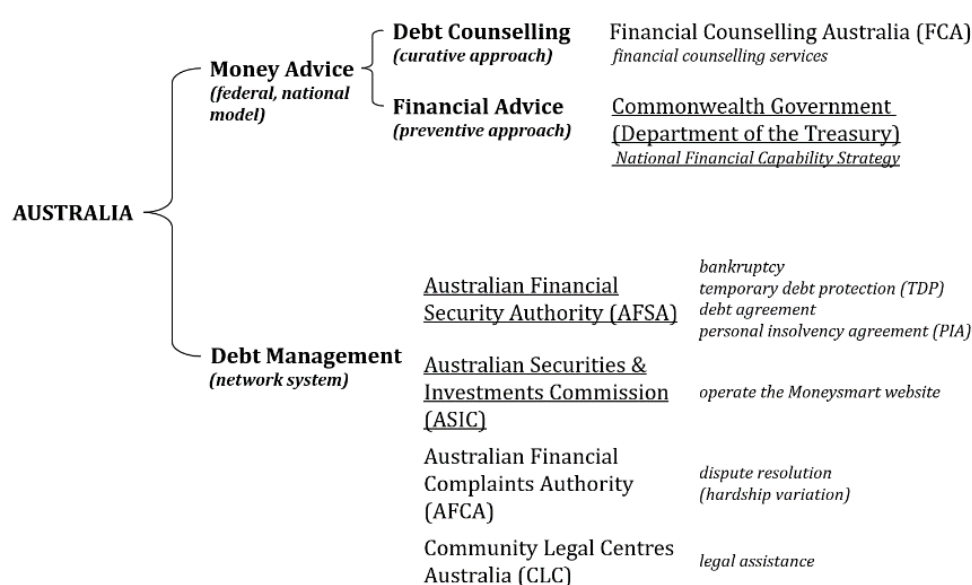 AUSTRALIA
Money Advice
(federal, national
model)
Debt Counselling
(curative approach)
Financial Counselling Australia (FCA)
financial counselling services
Financial Advice
(preventive approach)
Commonwealth Government
(Department of the Treasury)
National Financial Capability Strategy
Debt Management
(network system)
Australian Financial
Security Authority (AFSA)
bankruptcy
temporary debt protection (TDP)
debt agreement
personal insolvency agreement (PIA)
Australian Securities &
Investments Commission
(ASIC)
operate the Moneysmart website
Australian Financial
Complaints Authority
(AFCA)
dispute resolution
(hardship variation)
Community Legal Centres
Australia (CLC)
legal assistance